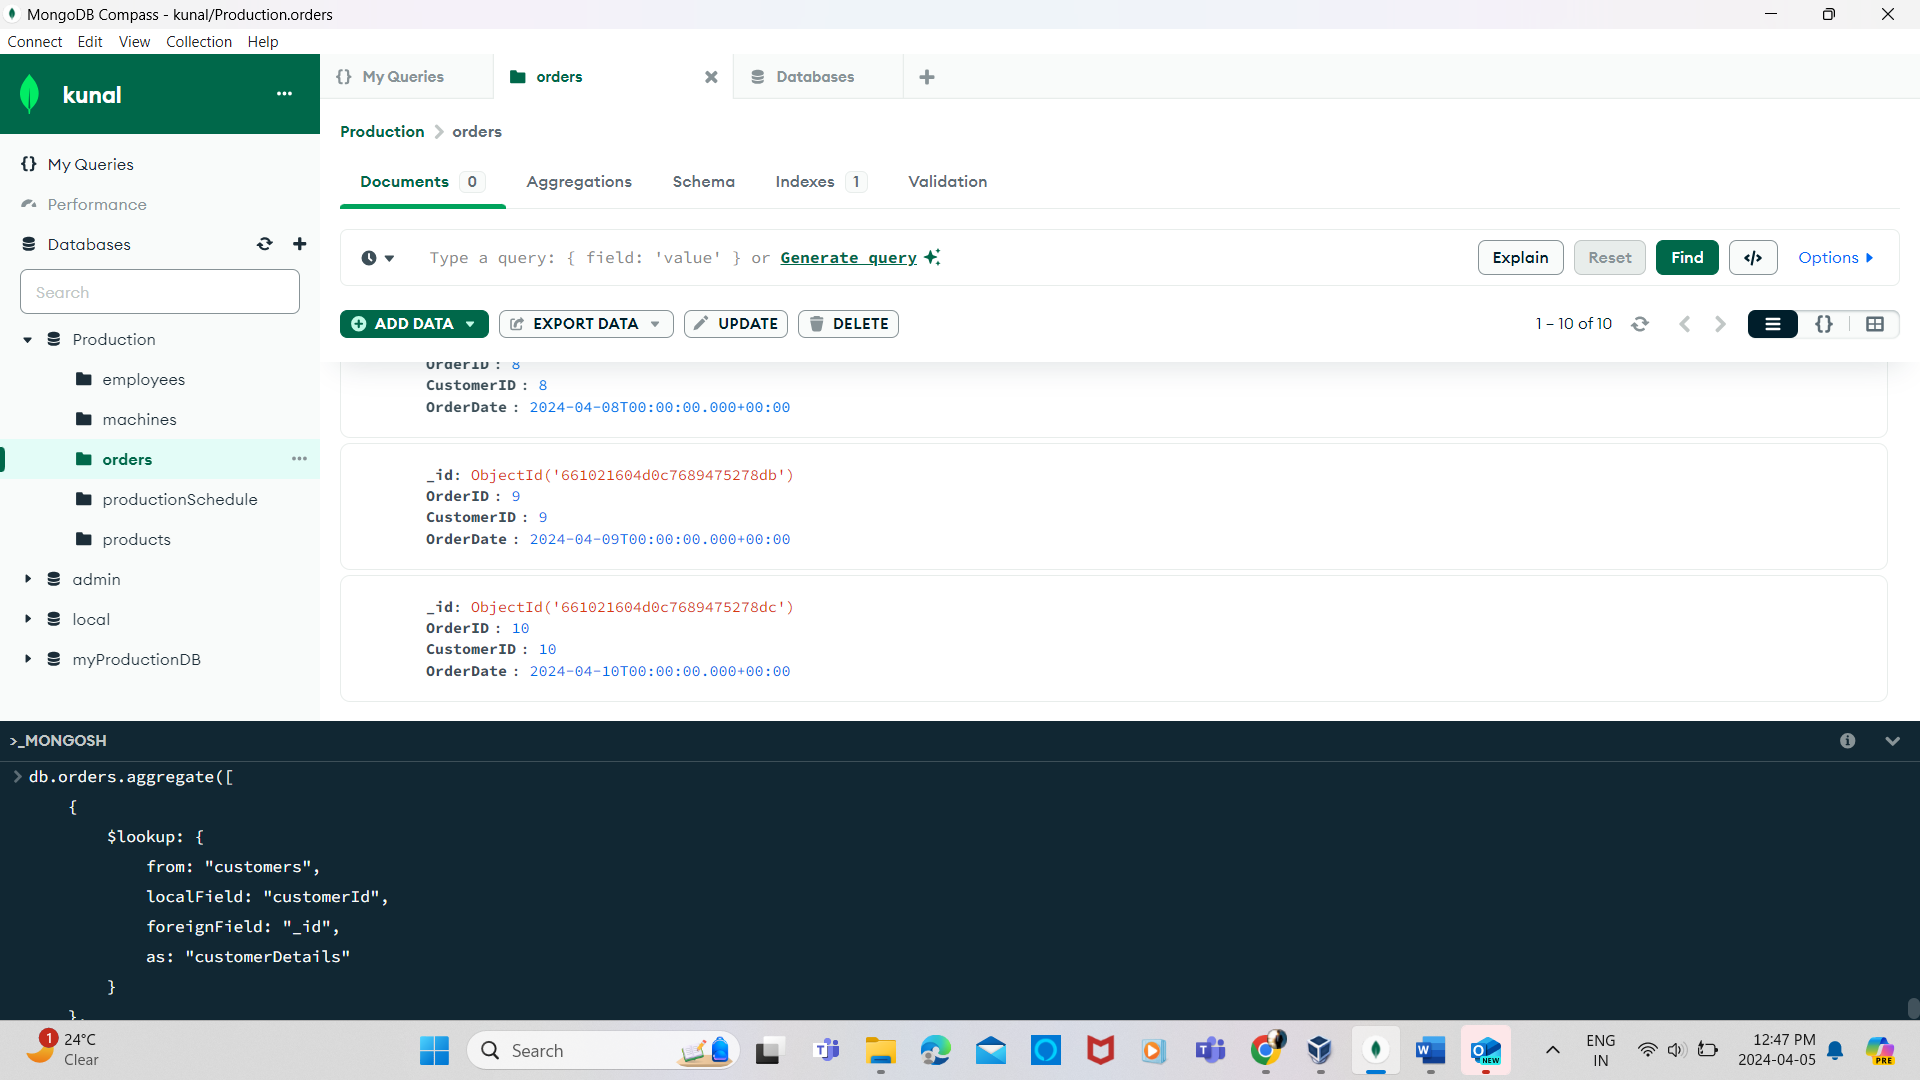 MongoDB Compass - kunal/Production.orders
Connect Edit View Collection Help
kunal
My Queries
orders
Databases
Production > orders
My Queries
Performance
Databases
Search
Production
employees
machines
orders
productionSchedule
products
admin
local
myProductionDB
Documents 0 Aggregations Schema Indexes 1 Validation
Type a query: { field: 'value' } or Generate query
Explain Reset Find </> Options
ADD DATA EXPORT DATA UPDATE DELETE
1 – 10 of 10
OrderID : 8
CustomerID : 8
OrderDate : 2024-04-08T00:00:00.000+00:00
_id: ObjectId('661021604d0c7689475278db')
OrderID : 9
CustomerID : 9
OrderDate : 2024-04-09T00:00:00.000+00:00
_id: ObjectId('661021604d0c7689475278dc')
OrderID : 10
CustomerID : 10
OrderDate : 2024-04-10T00:00:00.000+00:00
>_MONGOSH
> db.orders.aggregate([
{
$lookup: {
from: "customers",
localField: "customerId",
foreignField: "_id",
as: "customerDetails"
}
},
1
24°C
Clear
Search
NEW
ENG
IN
12:47 PM
2024-04-05
PRE